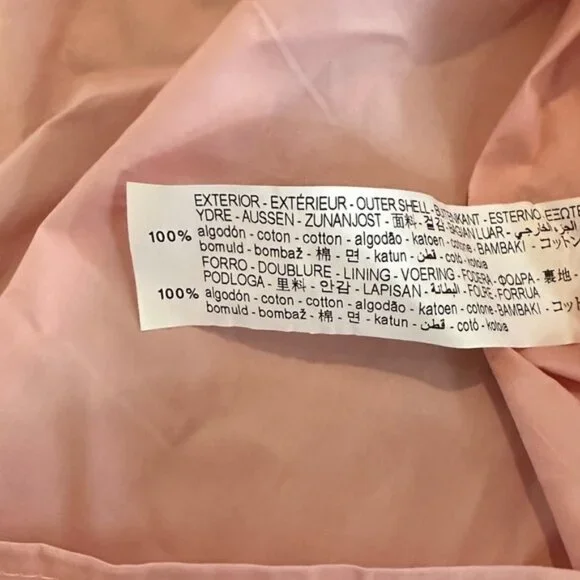 EXTERIOR - EXTÉRIEUR - OUTER SHELL - BUITENKANT - ESTERNO - ΕΞΩΤΕ
YDRE - AUSSEN - ZUNANJOST - 面料 - 겉감 - الجزء الخارجي
100% algodón - coton - cotton - algodão - katoen - cotone - BAMBAKI - コットン
bomuld - bombaž - 棉 - 면 - katun - قطن - cotó - kotoia
FORRO - DOUBLURE - LINING - VOERING - FODERA - ΦΟΔΡΑ - 裏地 -
PODLOGA - 里料 - 안감 - LAPISAN - البطانة - FOLRE - FORRUA
100% algodón - coton - cotton - algodão - katoen - cotone - BAMBAKI - コット
bomuld - bombaž - 棉 - 면 - katun - قطن - cotó - kotoia